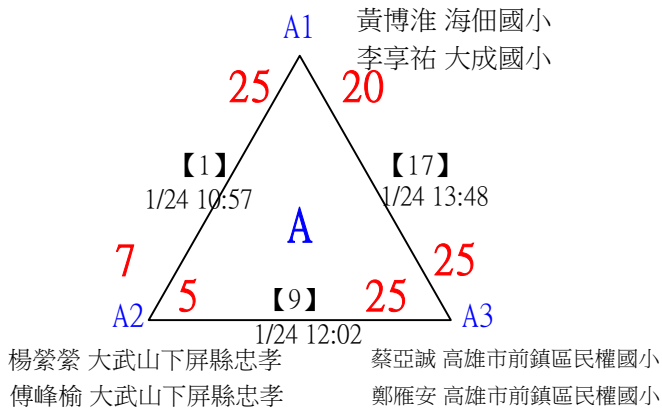 A1
黃博淮 海佃國小
李享祐 大成國小
25
20
【1】
1/24 10:57
【17】
1/24 13:48
A
7
25
5
【9】
25
A2
1/24 12:02
A3
楊縈縈 大武山下屏縣忠孝
傅峰榆 大武山下屏縣忠孝
蔡亞誠 高雄市前鎮區民權國小
鄭雁安 高雄市前鎮區民權國小